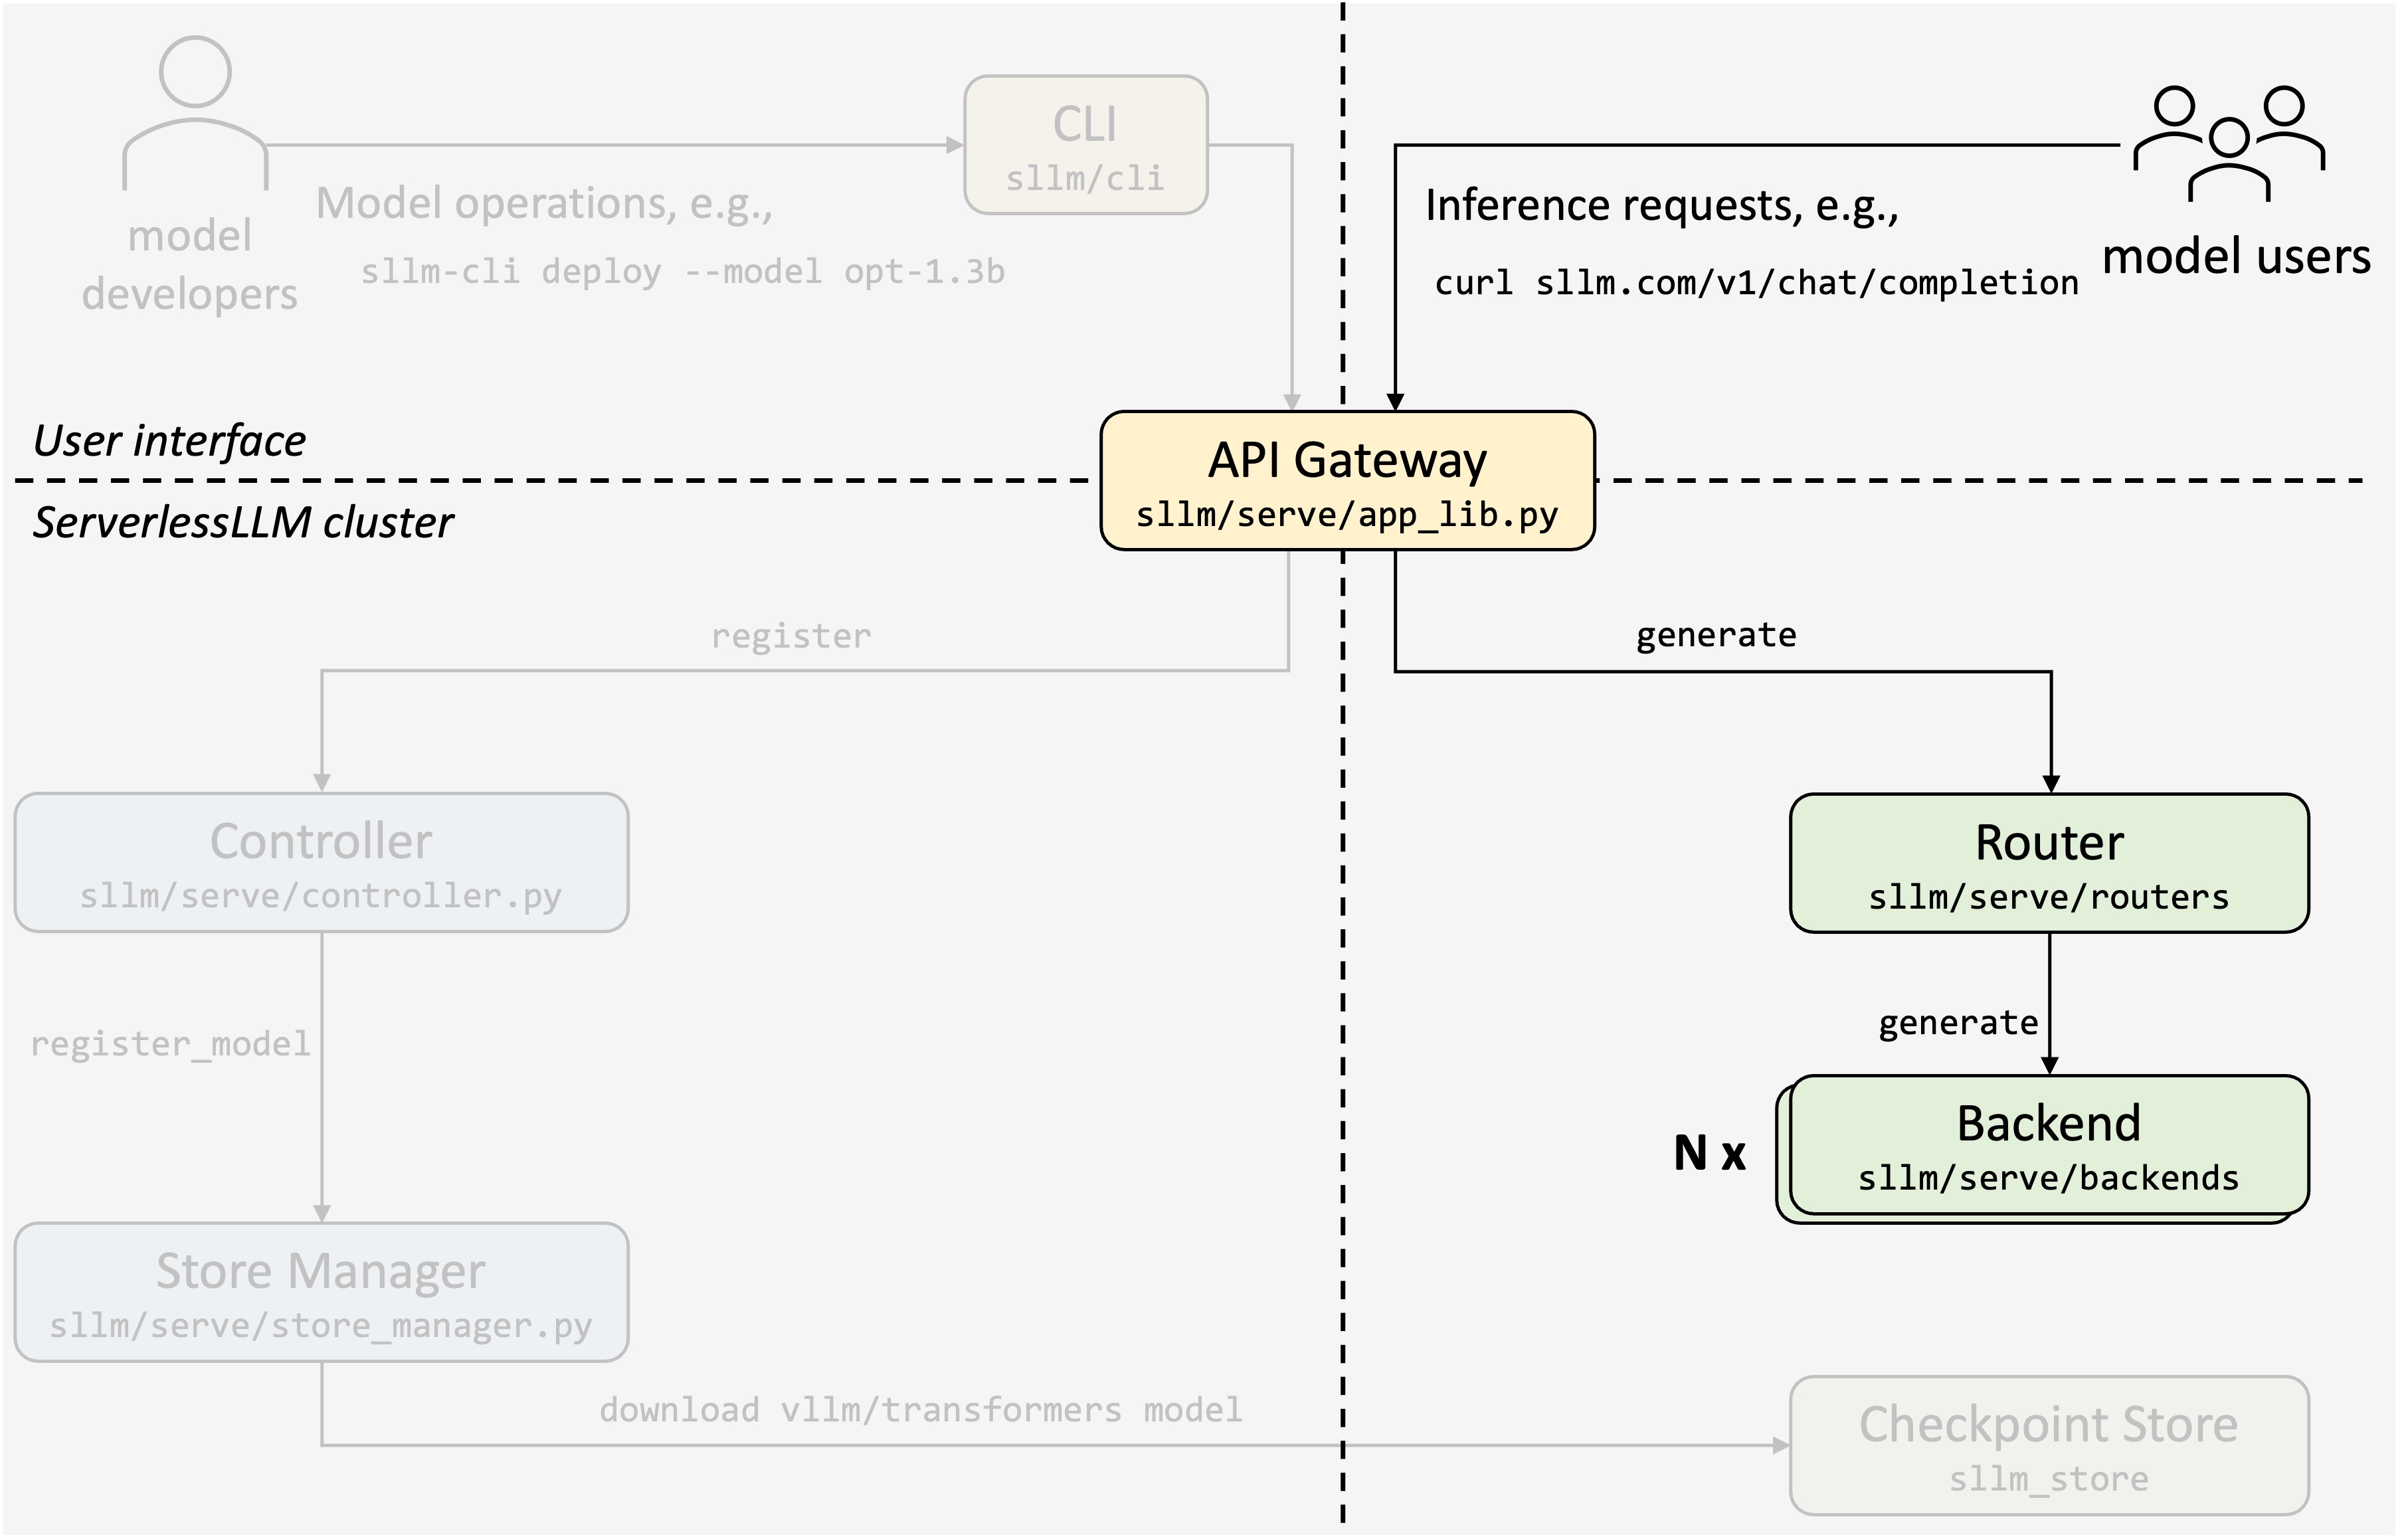 model
developers
Model operations, e.g.,
sllm-cli deploy --model opt-1.3b
CLI
sllm/cli
Inference requests, e.g.,
curl sllm.com/v1/chat/completion
model users
User interface
ServerlessLLM cluster
API Gateway
sllm/serve/app_lib.py
register
generate
Controller
sllm/serve/controller.py
Router
sllm/serve/routers
register_model
generate
N x
Backend
sllm/serve/backends
Store Manager
sllm/serve/store_manager.py
download vllm/transformers model
Checkpoint Store
sllm_store